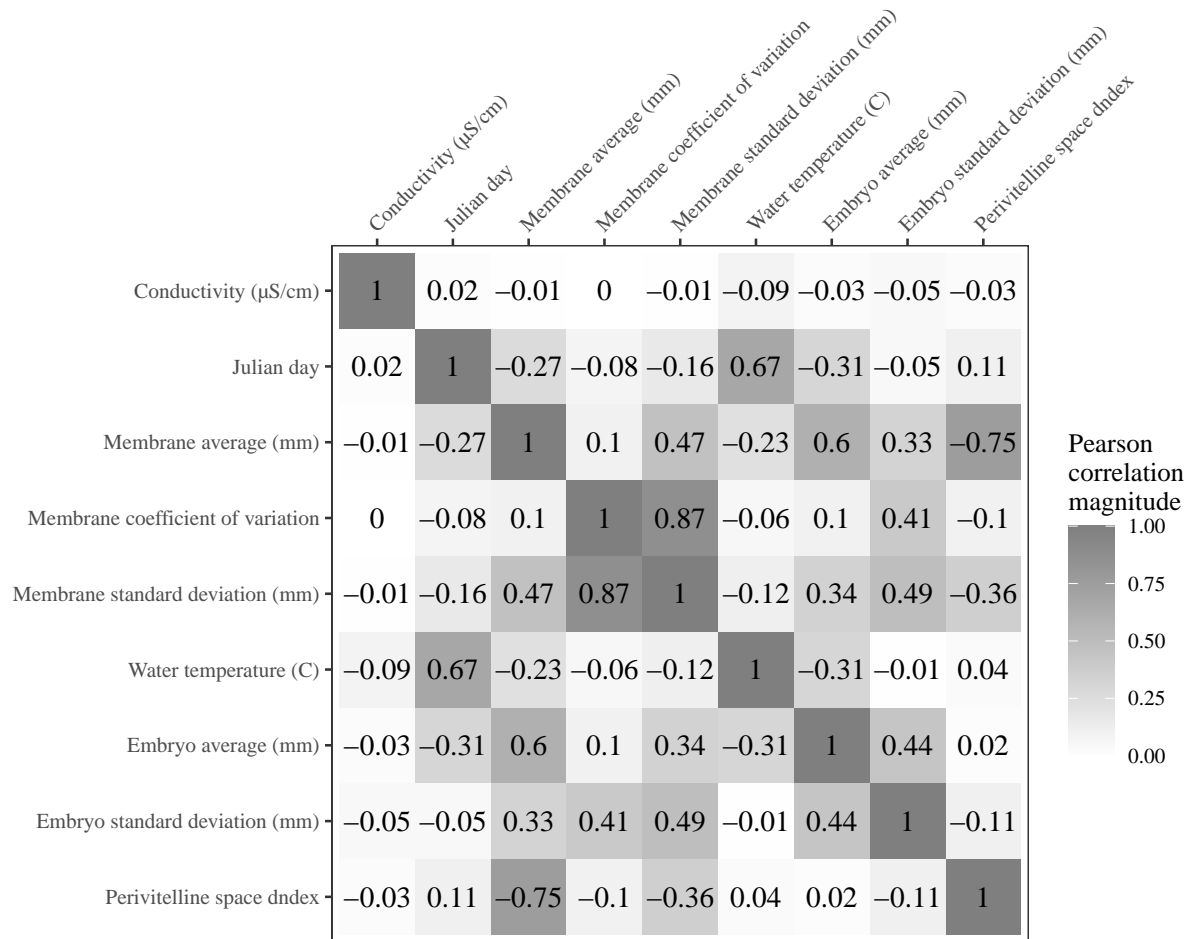 Conductivity (µS/cm)
Julian day
Membrane average (mm)
Membrane coefficient of variation
Membrane standard deviation (mm)
Water temperature (C)
Embryo average (mm)
Embryo standard deviation (mm)
Perivitelline space dndex
Conductivity (µS/cm) 1 0.02 −0.01 0 −0.01 −0.09 −0.03 −0.05 −0.03
Julian day 0.02 1 −0.27 −0.08 −0.16 0.67 −0.31 −0.05 0.11
Membrane average (mm) −0.01 −0.27 1 0.1 0.47 −0.23 0.6 0.33 −0.75
Membrane coefficient of variation 0 −0.08 0.1 1 0.87 −0.06 0.1 0.41 −0.1
Membrane standard deviation (mm) −0.01 −0.16 0.47 0.87 1 −0.12 0.34 0.49 −0.36
Water temperature (C) −0.09 0.67 −0.23 −0.06 −0.12 1 −0.31 −0.01 0.04
Embryo average (mm) −0.03 −0.31 0.6 0.1 0.34 −0.31 1 0.44 0.02
Embryo standard deviation (mm) −0.05 −0.05 0.33 0.41 0.49 −0.01 0.44 1 −0.11
Perivitelline space dndex −0.03 0.11 −0.75 −0.1 −0.36 0.04 0.02 −0.11 1
Pearson
correlation
magnitude
1.00
0.75
0.50
0.25
0.00